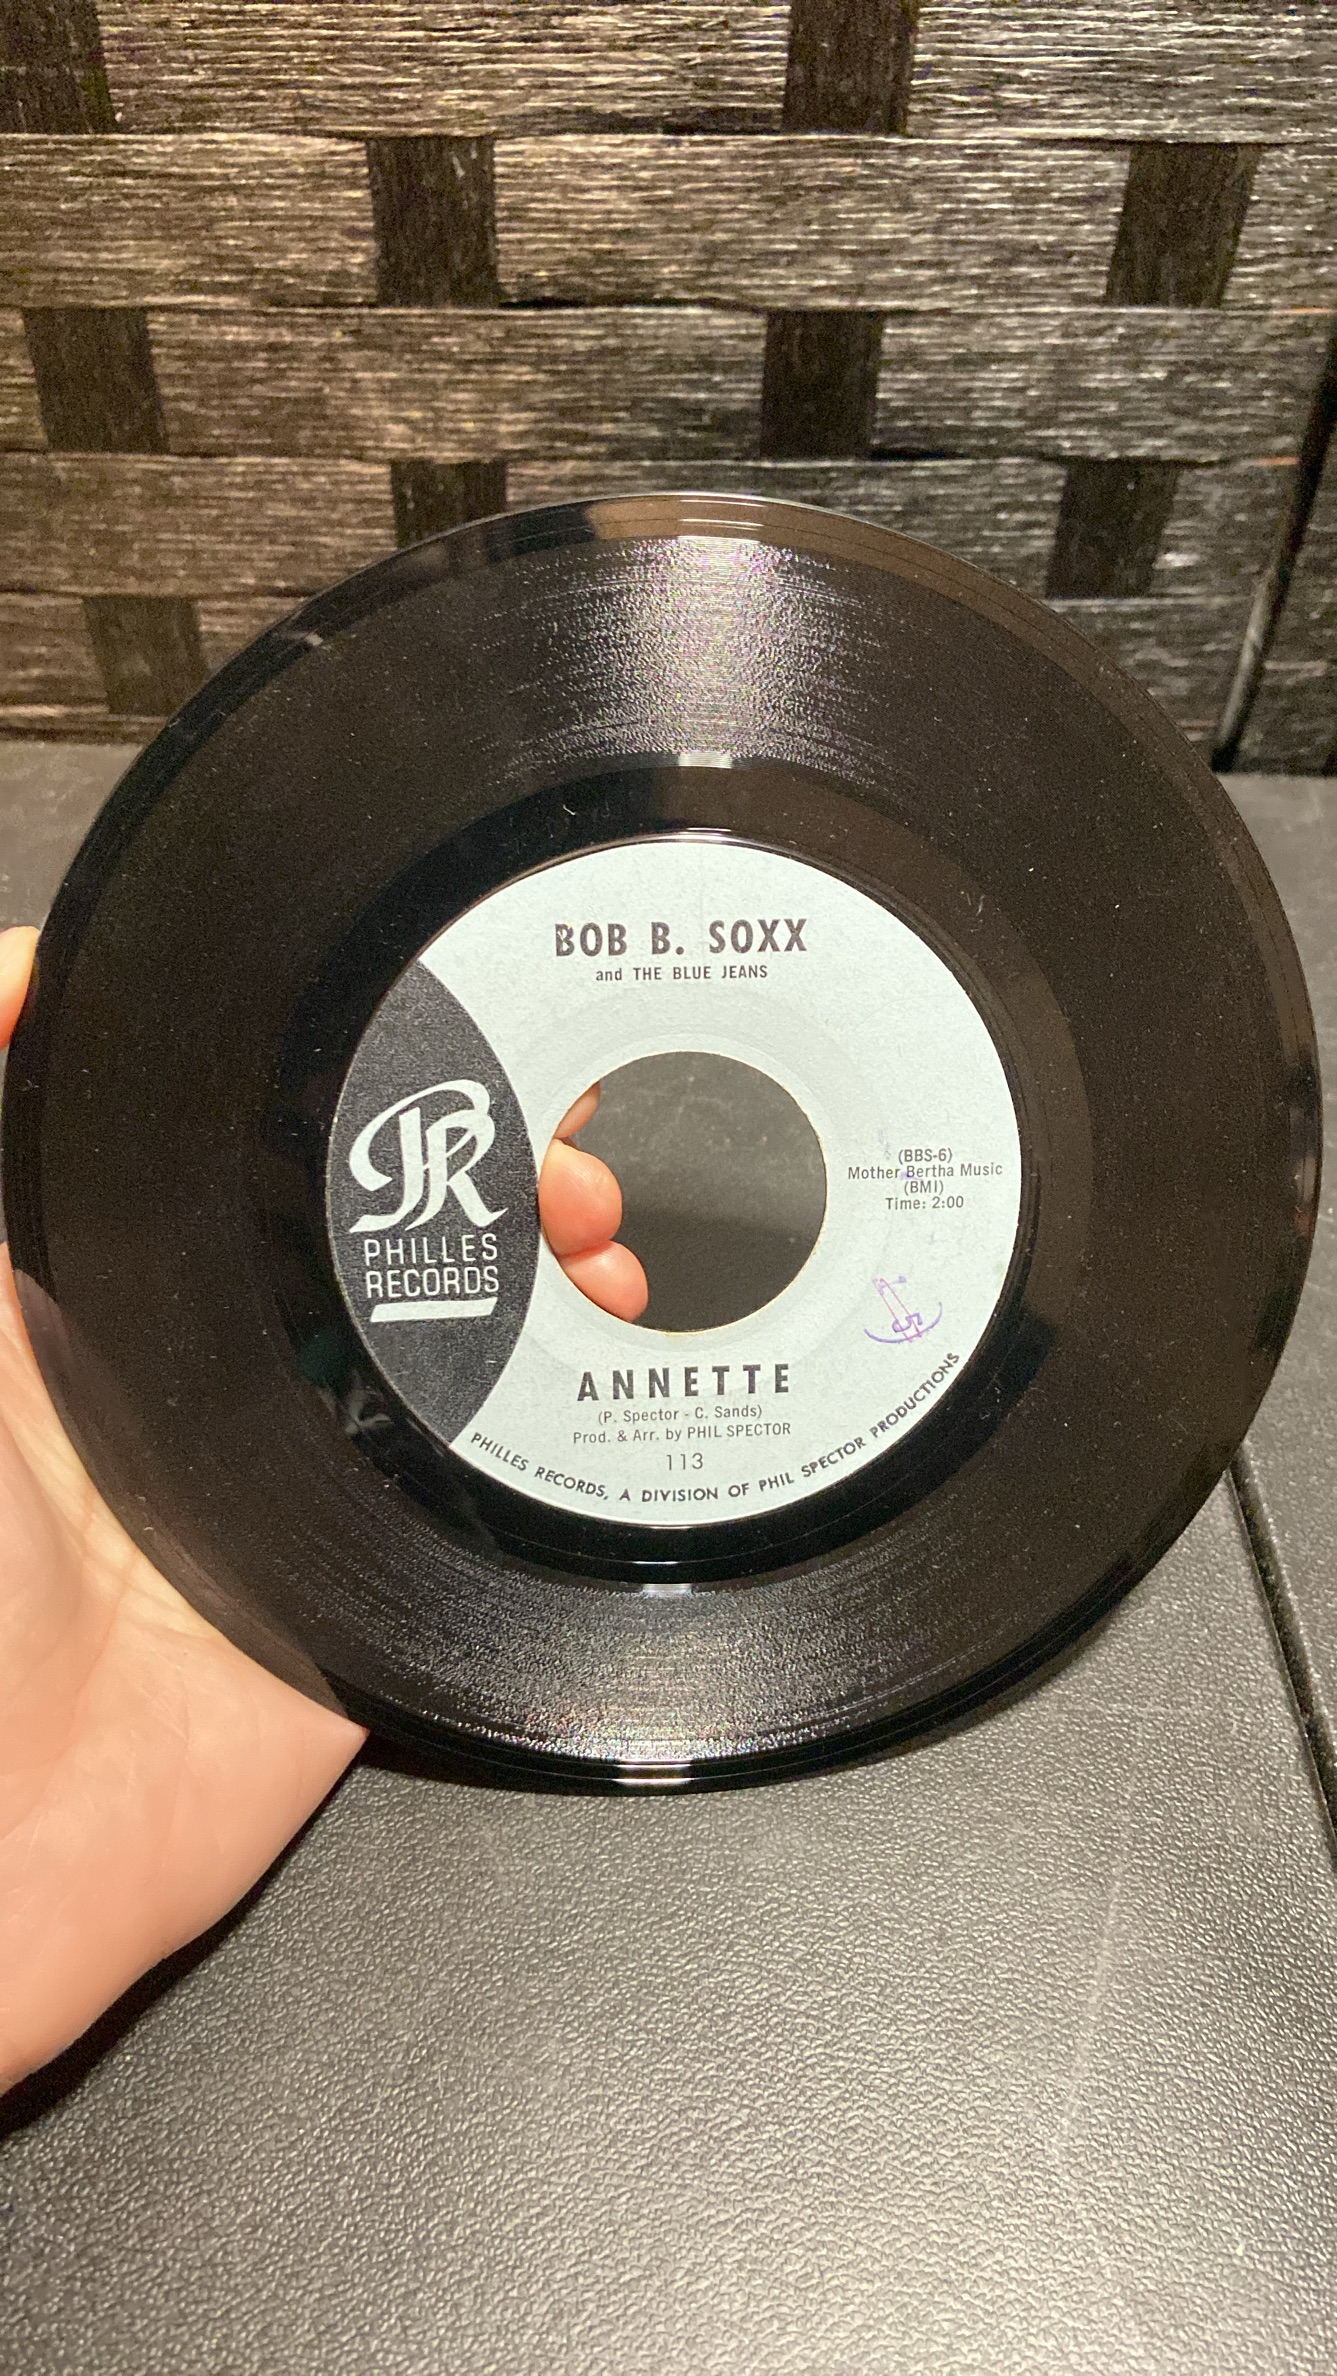 BOB B. SOXX
and THE BLUE JEANS
PR
PHILLES
RECORDS
(BBS-6)
Mother Bertha Music
(BMI)
Time: 2:00
ANNETTE
(P. Spector - C. Sands)
Prod. & Arr. by PHIL SPECTOR
113
PHILLES RECORDS, A DIVISION OF PHIL SPECTOR PRODUCTIONS